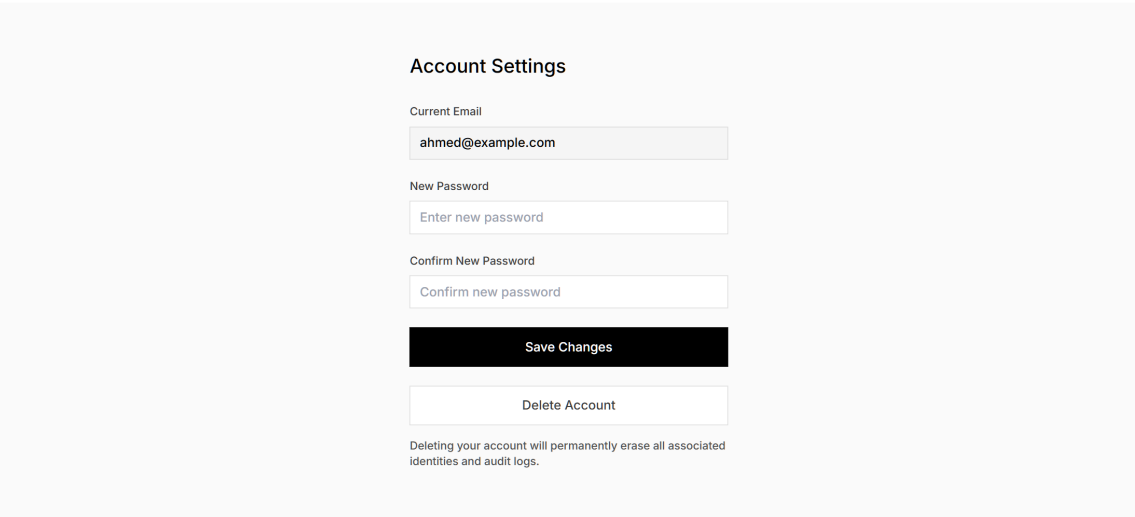 Account Settings
Current Email
ahmed@example.com
New Password
Enter new password
Confirm New Password
Confirm new password
Save Changes
Delete Account
Deleting your account will permanently erase all associated
identities and audit logs.